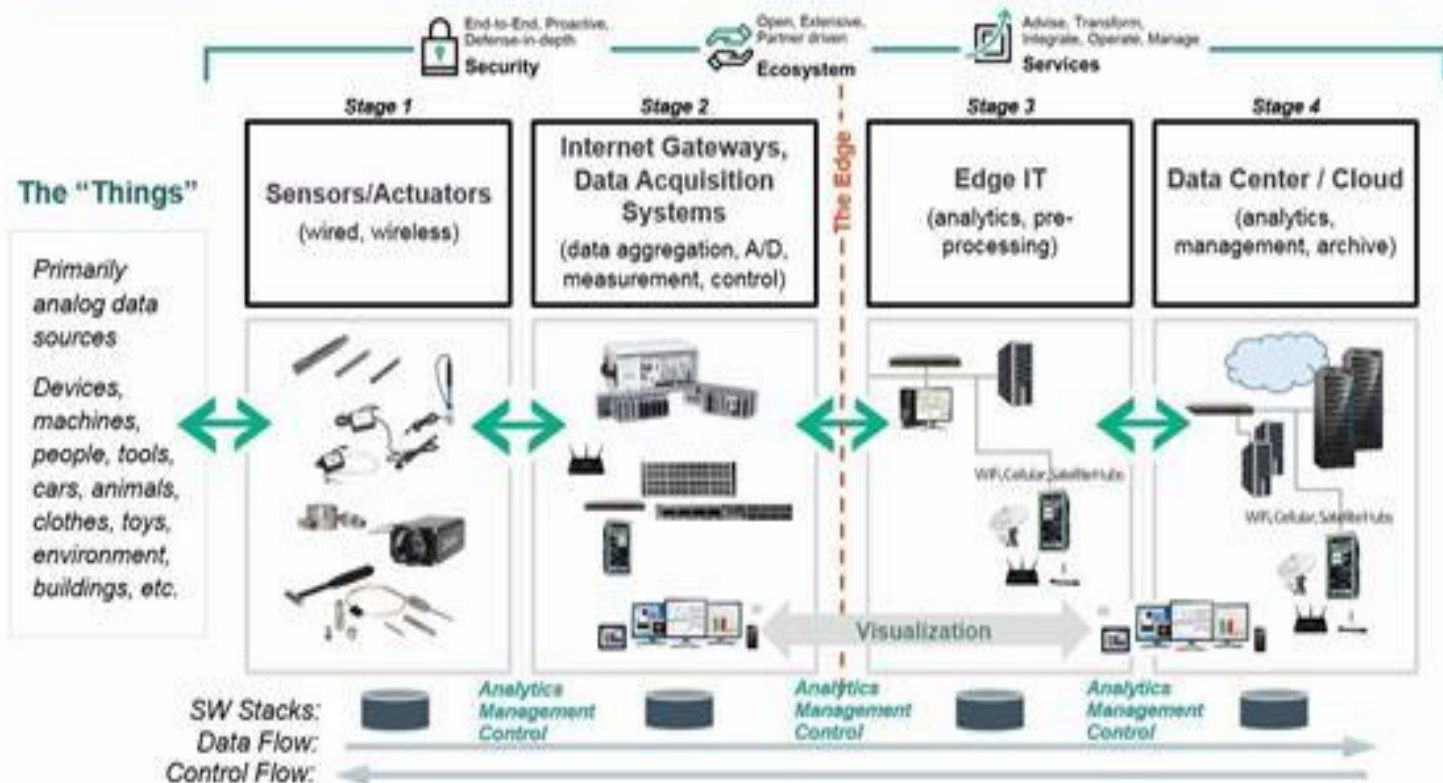 End-to-End, Proactive,
Defense-in-depth
Security
Open, Extensive,
Partner driven
Ecosystem
Advise, Transform,
Integrate, Operate, Manage
Services
The “Things”
Primarily
analog data
sources
Devices,
machines,
people, tools,
cars, animals,
clothes, toys,
environment,
buildings, etc.
Stage 1
Sensors/Actuators
(wired, wireless)
Stage 2
Internet Gateways,
Data Acquisition
Systems
(data aggregation, A/D,
measurement, control)
The Edge
Stage 3
Edge IT
(analytics, pre-
processing)
Stage 4
Data Center / Cloud
(analytics,
management, archive)
WiFi, Cellular, Satellite Hubs
WiFi, Cellular, Satellite Hubs
Visualization
SW Stacks:
Analytics
Management
Control
Analytics
Management
Control
Analytics
Management
Control
Data Flow:
Control Flow: